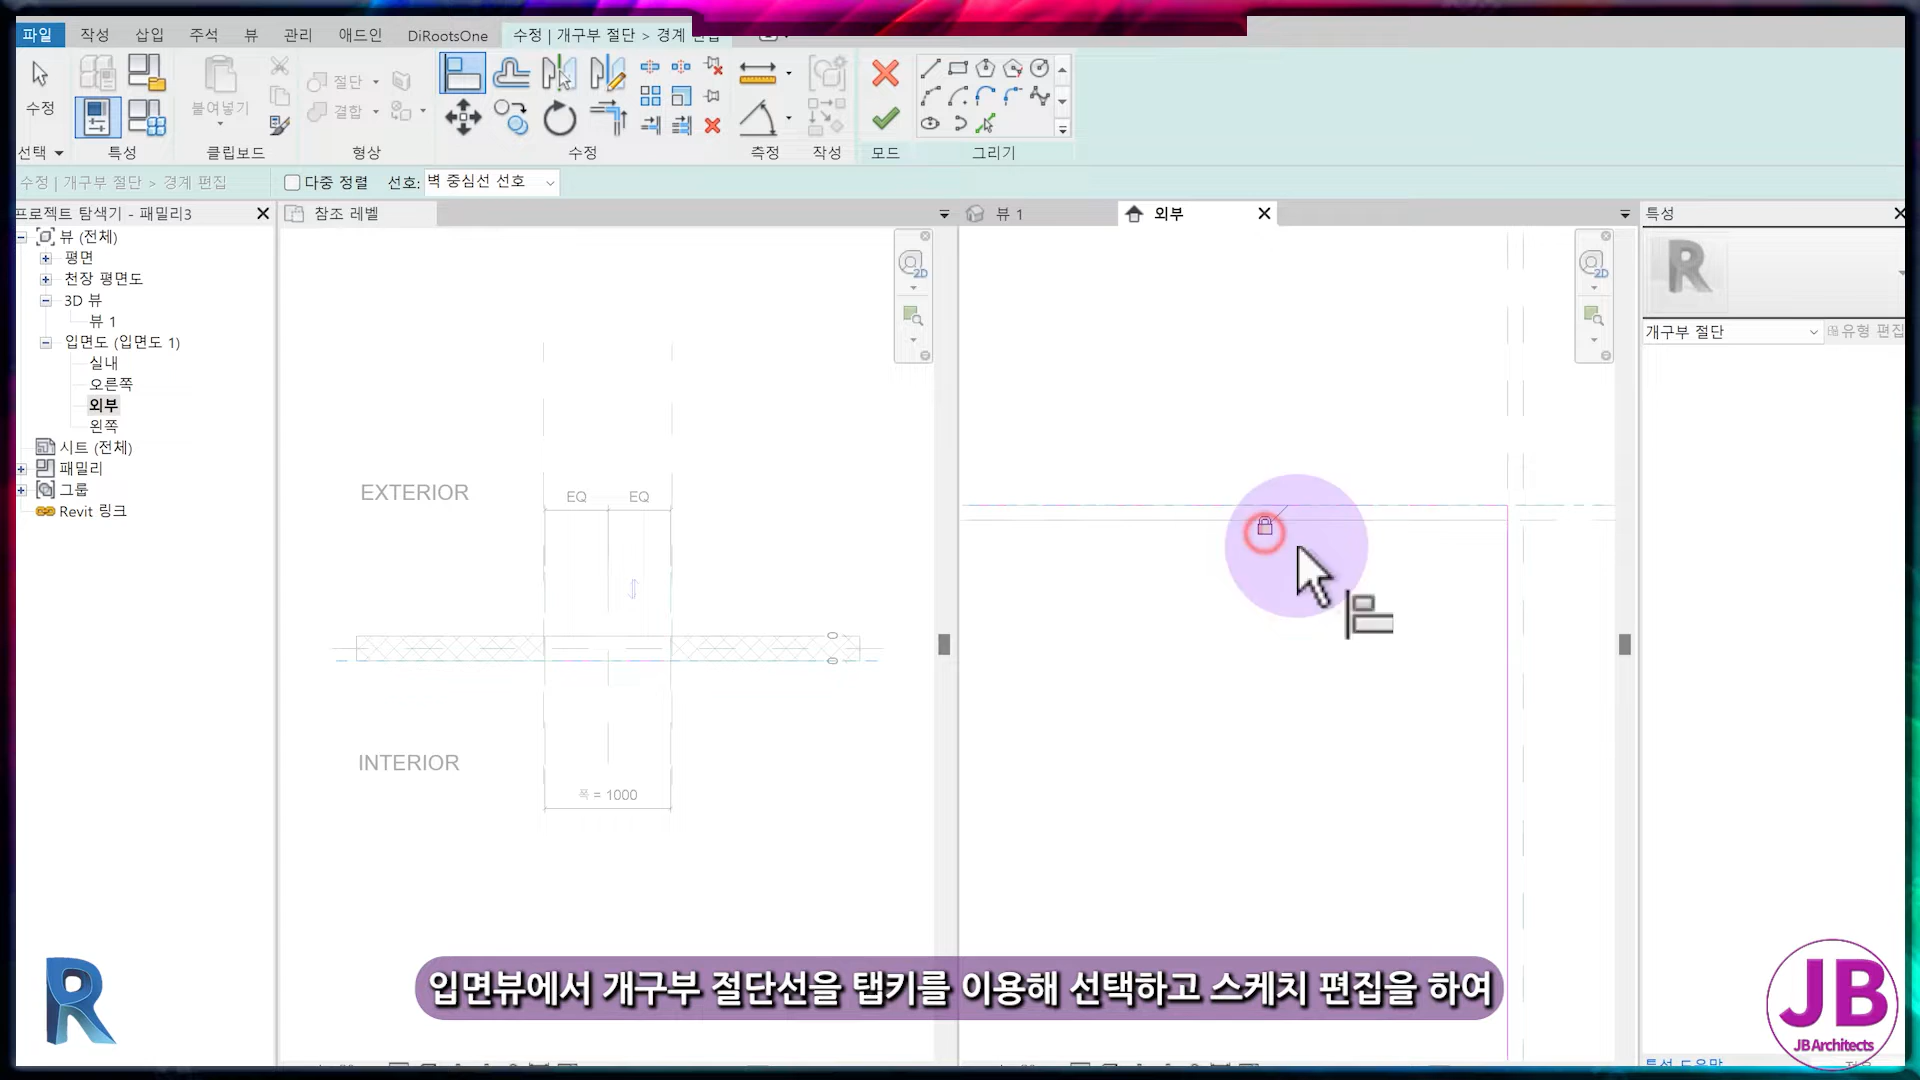 파일 작성 삽입 주석 뷰 관리 애드인 DiRootsOne 수정 | 개구부 절단 > 경계 편집
수정 절단 붙여넣기 결합
선택 특성 클립보드 형상 수정 측정 작성 모드 그리기
수정 | 개구부 절단 > 경계 편집 다중 정렬 선호: 벽 중심선 선호
프로젝트 탐색기 - 패밀리3
참조 레벨
뷰 1
외부
특성
뷰 (전체)
평면
천장 평면도
3D 뷰
뷰 1
입면도 (입면도 1)
실내
오른쪽
외부
왼쪽
시트 (전체)
패밀리
그룹
Revit 링크
2D
EXTERIOR
EQ EQ
INTERIOR
폭 = 1000
2D
R
개구부 절단 유형 편집
입면뷰에서 개구부 절단선을 탭키를 이용해 선택하고 스케치 편집을 하여
R
JB
JB Architects